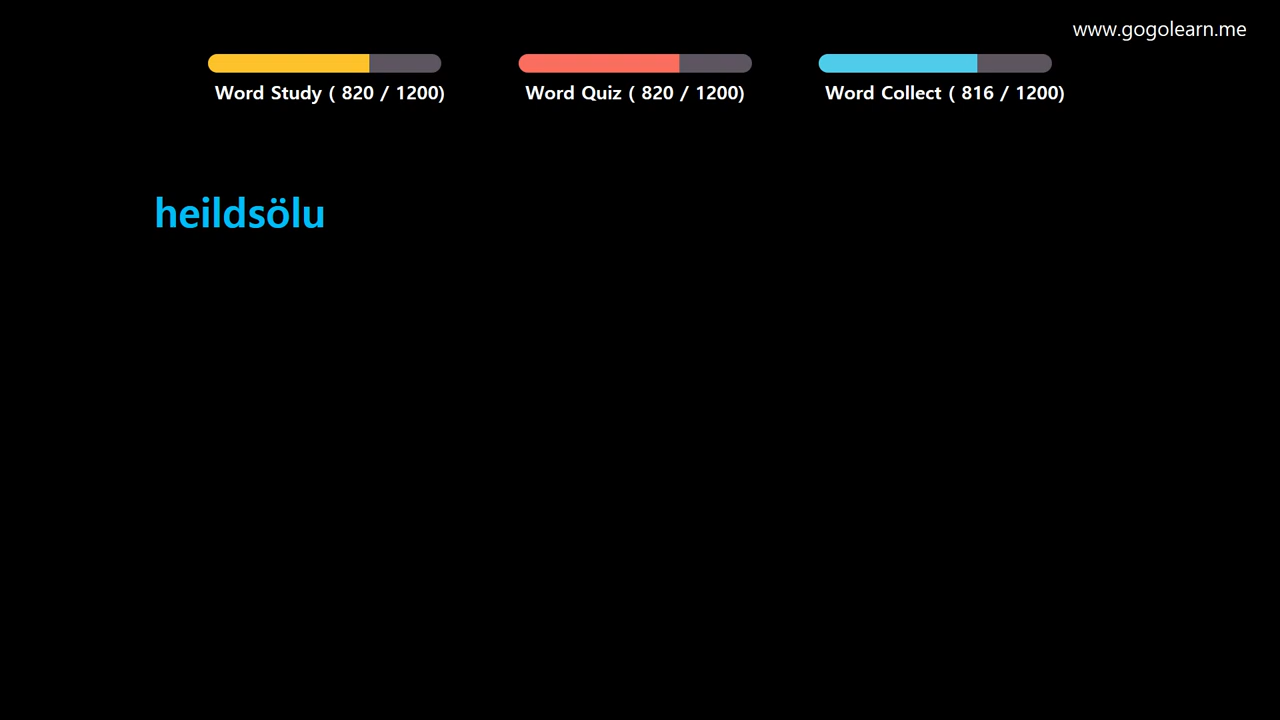 www.gogolearn.me
Word Study ( 820 / 1200)
Word Quiz ( 820 / 1200)
Word Collect ( 816 / 1200)
heildsölu